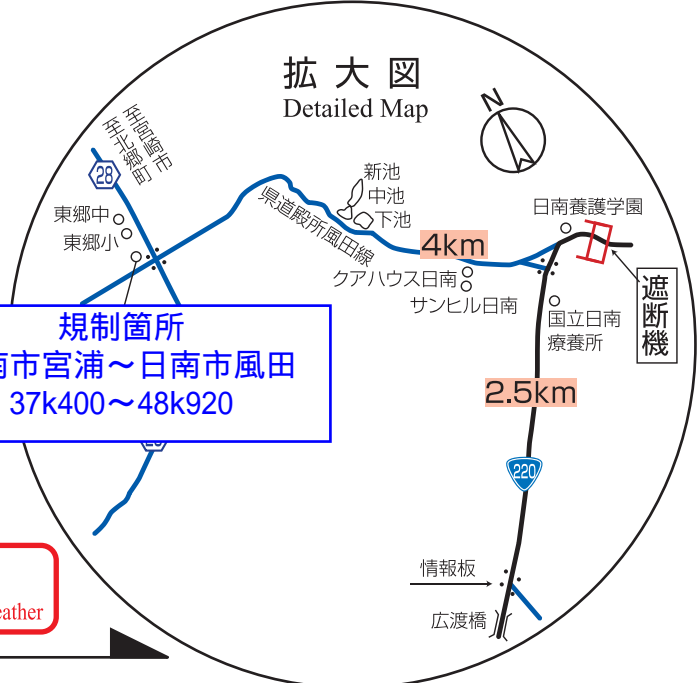 拡大図
Detailed Map
N
至宮崎市
至北郷町
28
東郷中
東郷小
県道殿所風田線
新池
中池
下池
4km
クアハウス日南
サンヒル日南
日南養護学園
遮断機
国立日南
療養所
規制箇所
南市宮浦～日南市風田
37k400～48k920
2.5km
220
情報板
広渡橋
eather